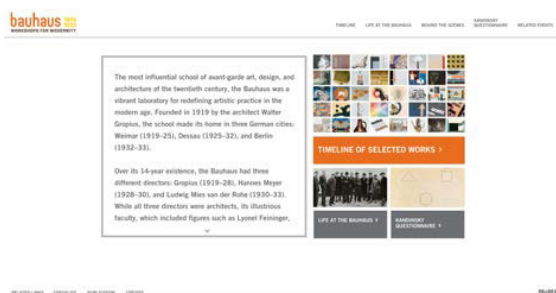 bauhaus
WORKSHOPS FOR MODERNITY
TIMELINE
LIFE AT THE BAUHAUS
BEHIND THE SCENES
KANDINSKY
QUESTIONNAIRE
RELATED EVENTS
The most influential school of avant-garde art, design, and
architecture of the twentieth century, the Bauhaus was a
vibrant laboratory for redefining artistic practice in the
modern age. Founded in 1919 by the architect Walter
Gropius, the school made its home in three German cities:
Weimar (1919–25), Dessau (1925–32), and Berlin
(1932–33).
Over its 14-year existence, the Bauhaus had three
different directors: Gropius (1919–28), Hannes Meyer
(1928–30), and Ludwig Mies van der Rohe (1930–33).
While all three directors were architects, its illustrious
faculty, which included figures such as Lyonel Feininger,
TIMELINE OF SELECTED WORKS ›
LIFE AT THE BAUHAUS ›
KANDINSKY
QUESTIONNAIRE ›